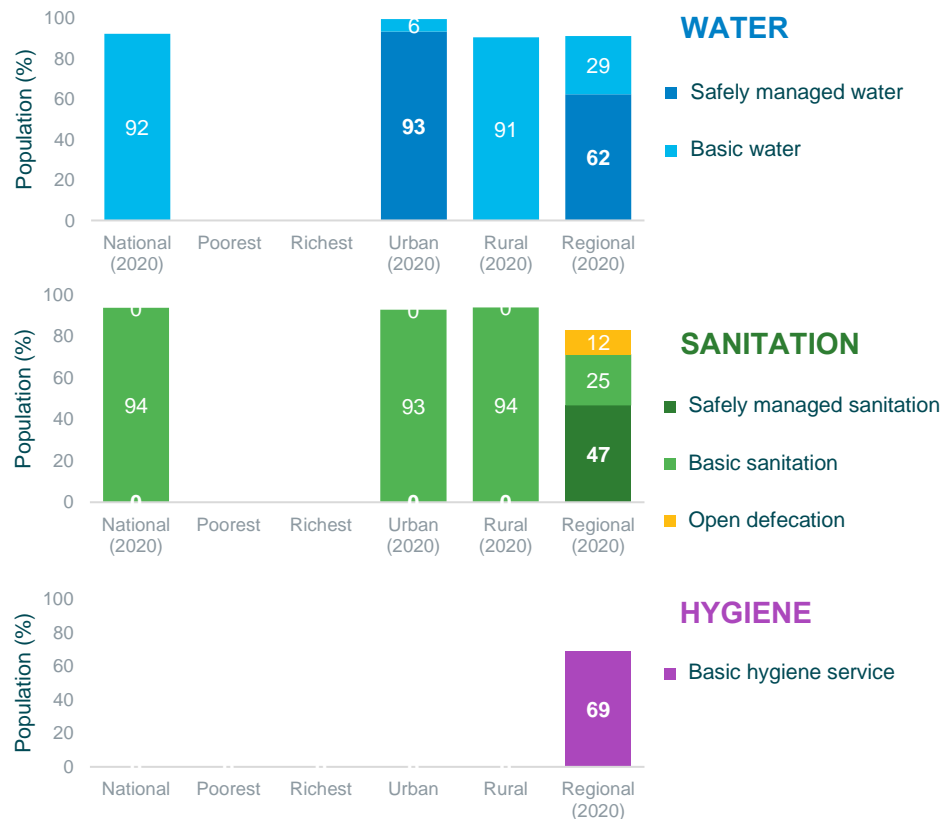 WATER
Population (%)
100
80
60
40
20
0
92
6
93
91
29
62
National Poorest Richest Urban Rural Regional
(2020) (2020) (2020) (2020)
Safely managed water
Basic water
SANITATION
Population (%)
100
80
60
40
20
0
0
94
0
0
93
0
0
94
0
12
25
47
National Poorest Richest Urban Rural Regional
(2020) (2020) (2020) (2020)
Safely managed sanitation
Basic sanitation
Open defecation
HYGIENE
Population (%)
100
80
60
40
20
0
69
National Poorest Richest Urban Rural Regional
(2020)
Basic hygiene service